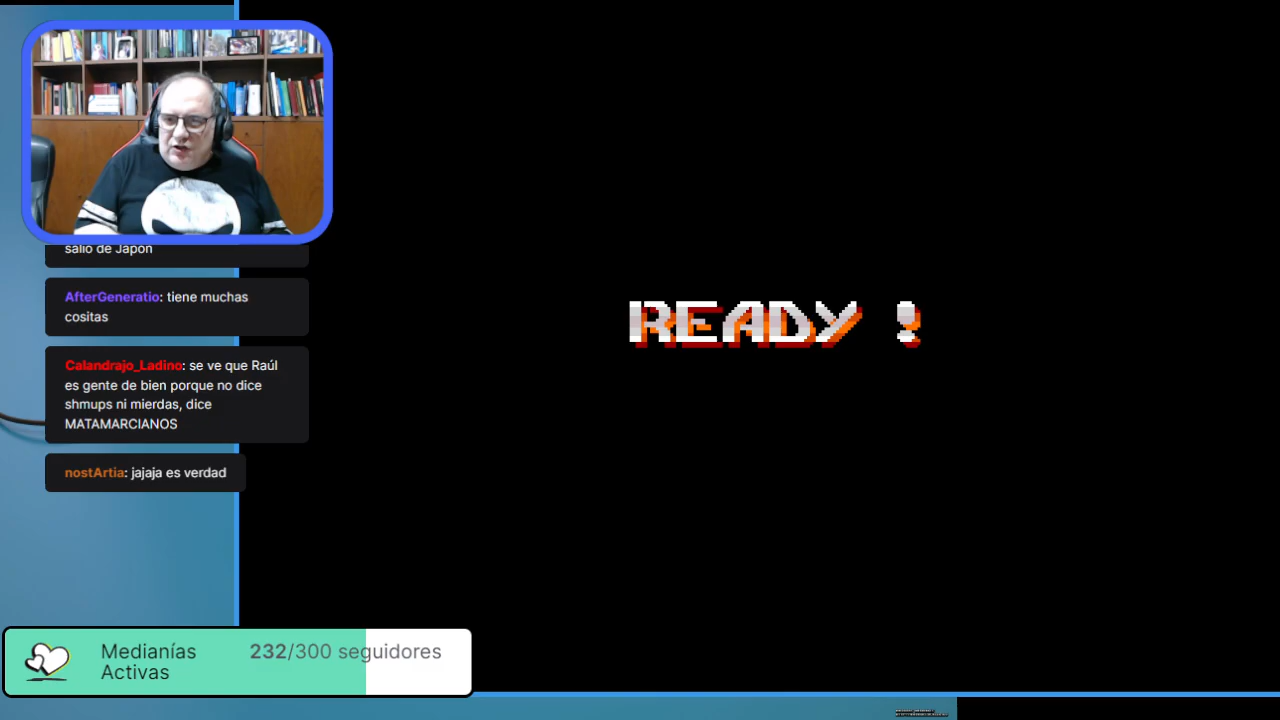 salio de Japon
AfterGeneratio: tiene muchas
cositas
Calandrajo_Ladino: se ve que Raúl
es gente de bien porque no dice
shmups ni mierdas, dice
MATAMARCIANOS
nostArtia: jajaja es verdad
READY !
Medianías
Activas
232/300 seguidores